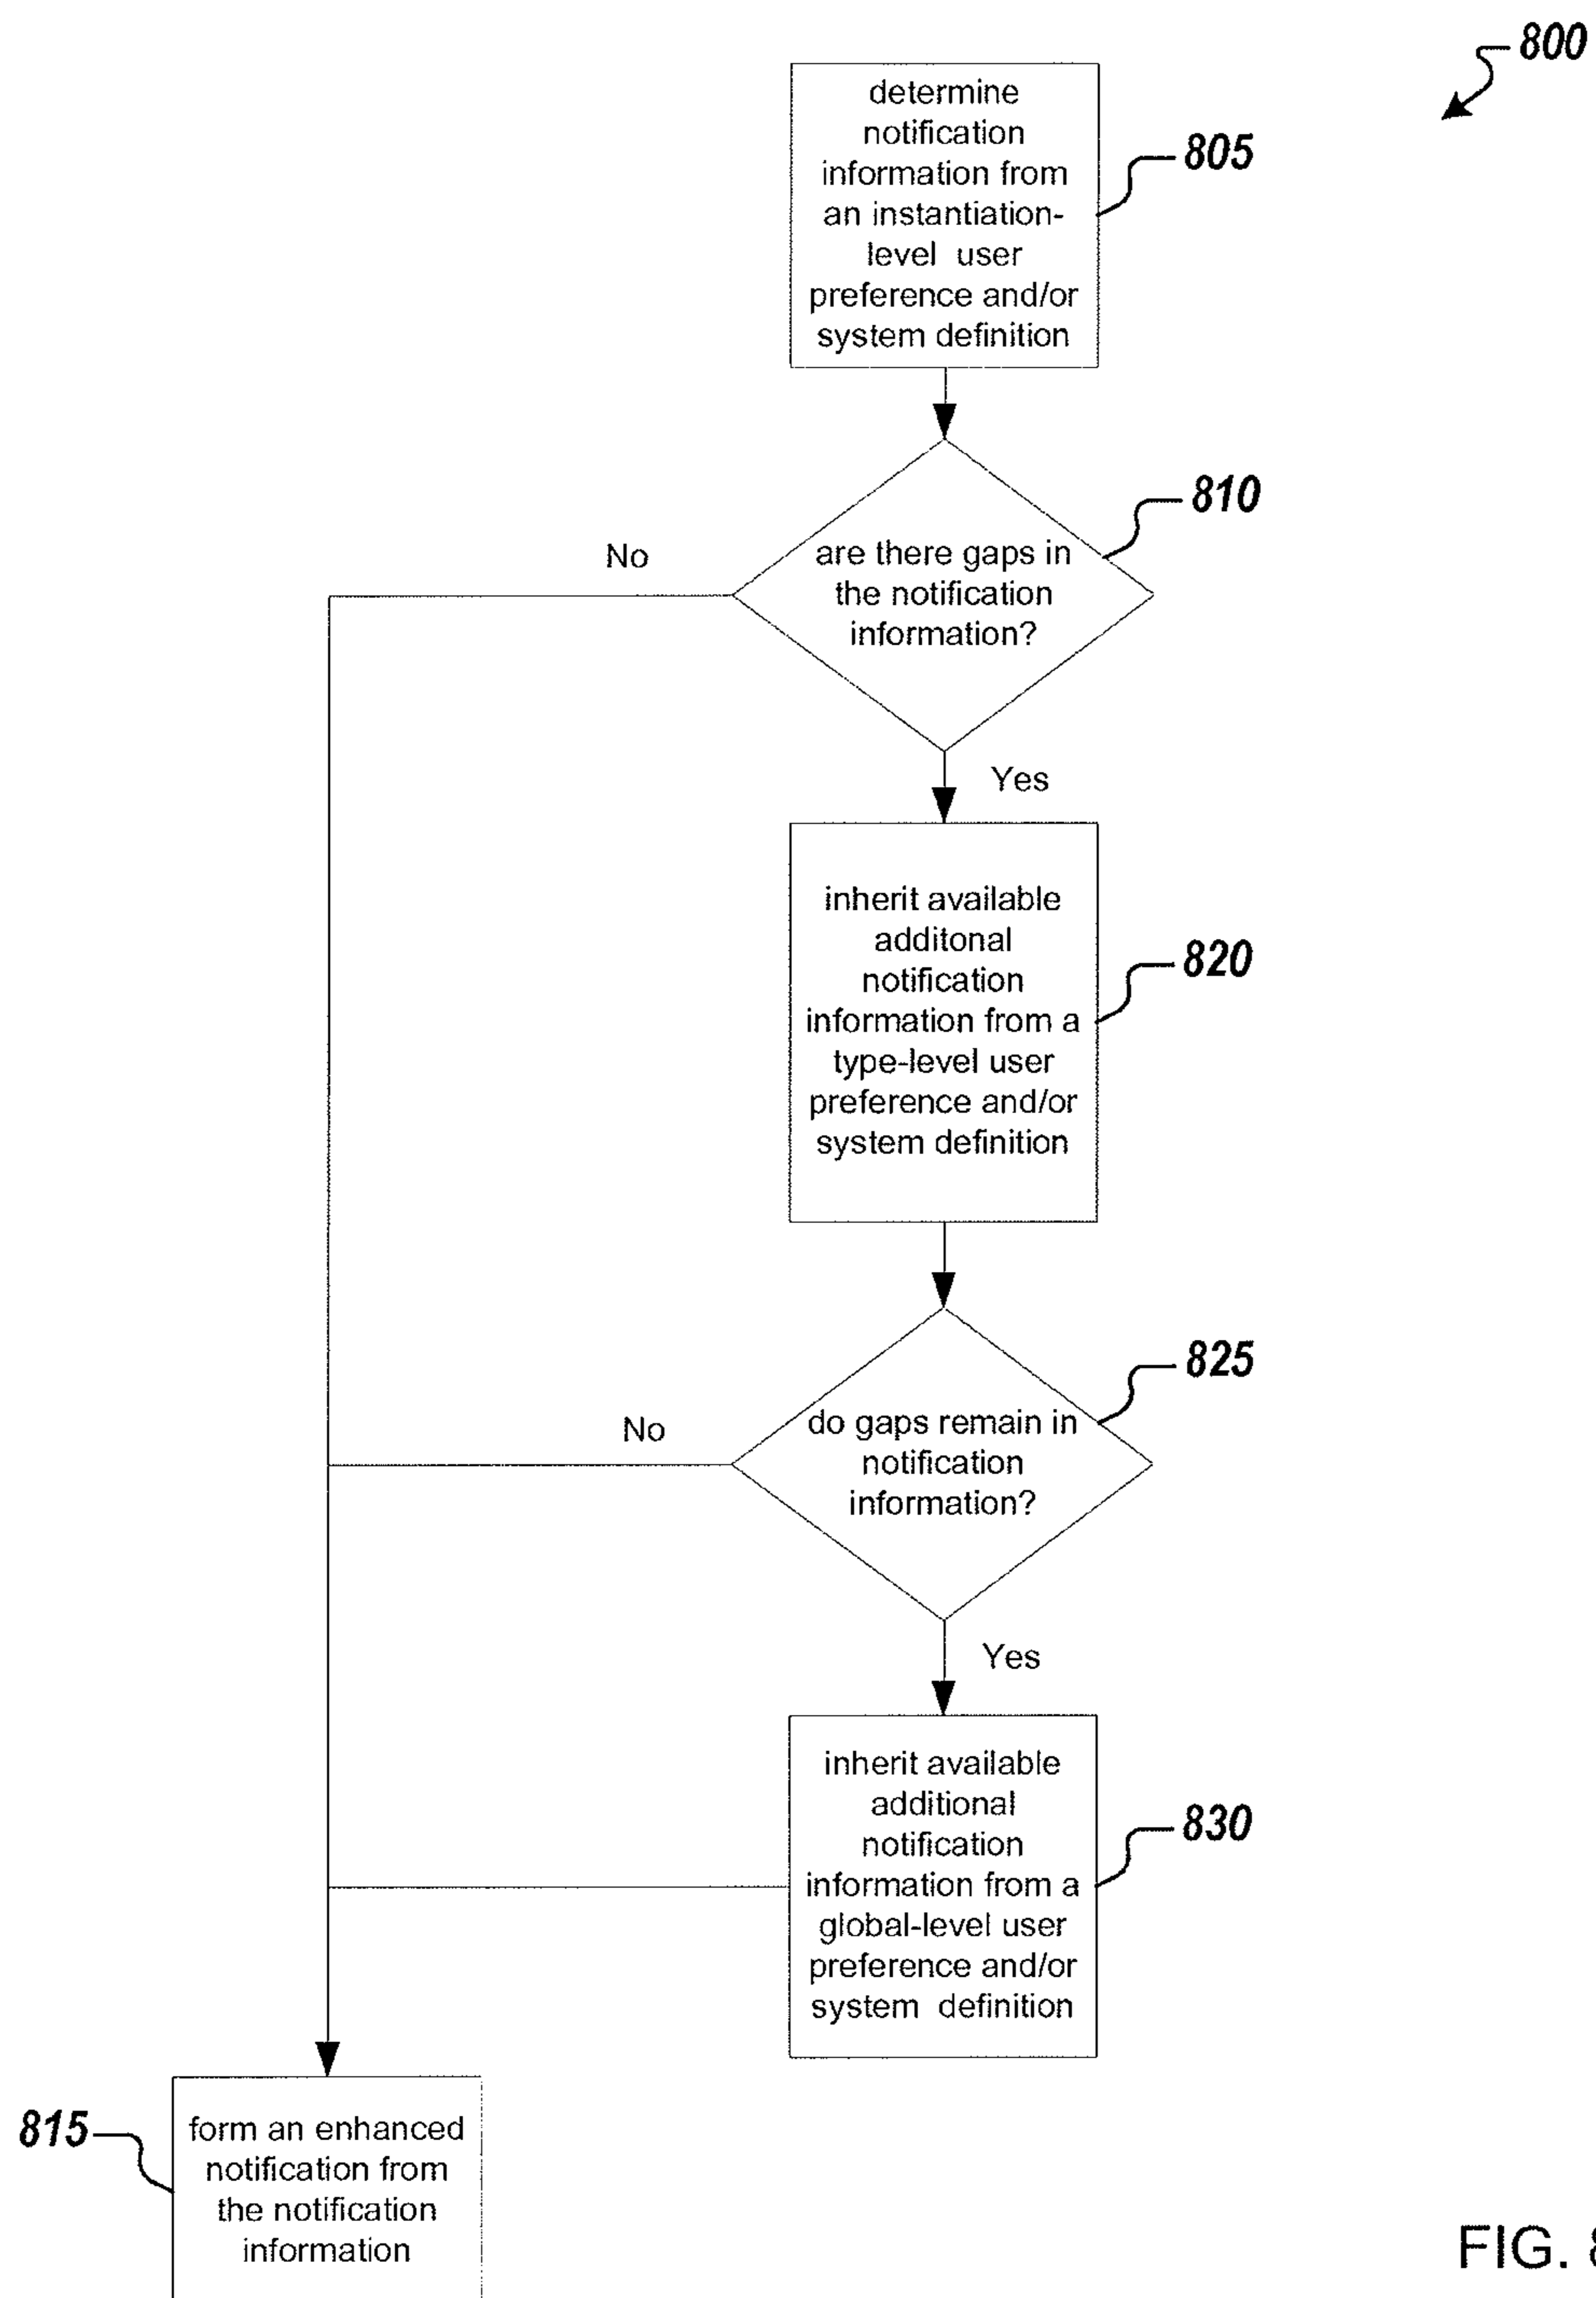 800
determine
notification
information from
an instantiation-
level user
preference and/or
system definition
805
810
are there gaps in
the notification
information?
No
Yes
inherit available
additonal
notification
information from a
type-level user
preference and/or
system definition
820
825
do gaps remain in
notification
information?
No
Yes
inherit available
additional
notification
information from a
global-level user
preference and/or
system definition
830
815
form an enhanced
notification from
the notification
information
FIG. 8